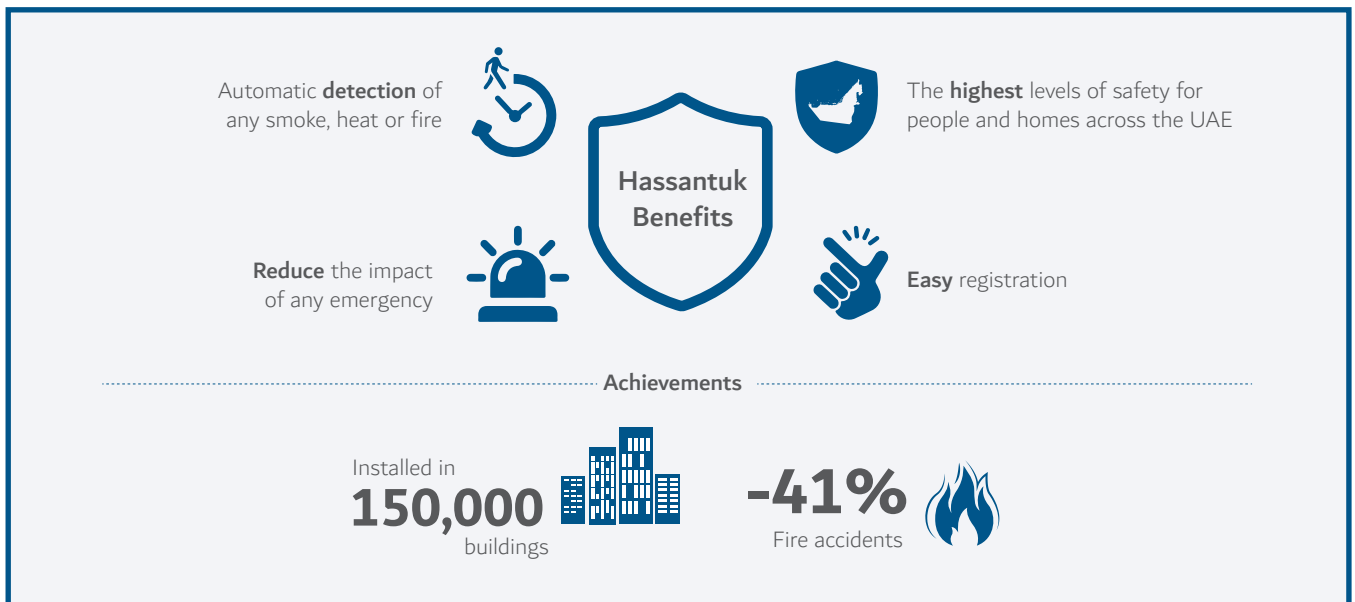 Automatic detection of
any smoke, heat or fire
Hassantuk
Benefits
The highest levels of safety for
people and homes across the UAE
Reduce the impact
of any emergency
Easy registration
Achievements
Installed in
150,000
buildings
-41%
Fire accidents